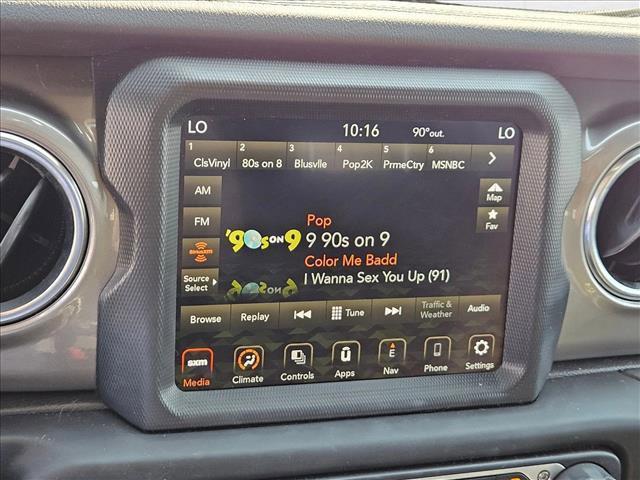 LO 10:16 90°out. LO
1 2 3 4 5 6
ClsVinyl 80s on 8 Blusvlle Pop2K PrmeCtry MSNBC
AM
Map
FM
Fav
Pop
'90s ON 9
9 90s on 9
SiriusXM
Color Me Badd
Source Select
I Wanna Sex You Up (91)
Browse Replay Tune Traffic & Weather Audio
sxm E
Media Climate Controls Apps Nav Phone Settings